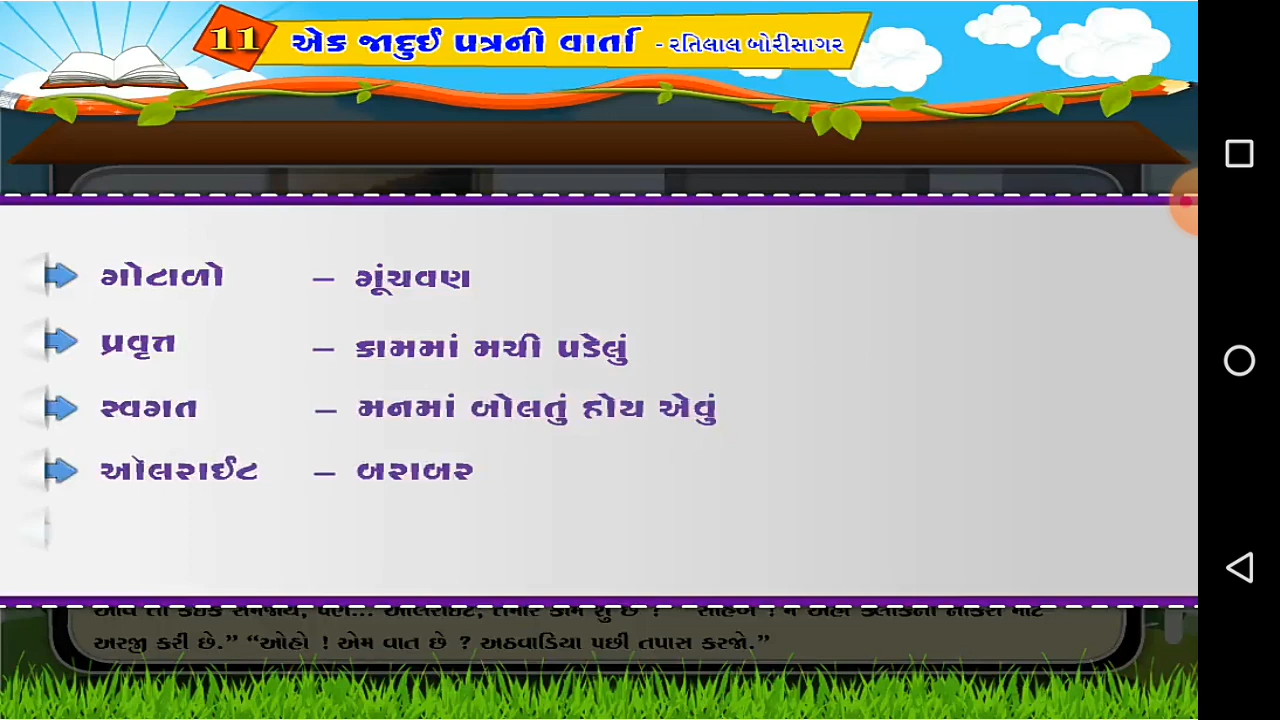 11 એક જાદુઈ પત્રની વાર્તા - રતિલાલ બોરીસાગર
ગોટાળો – ગૂંચવણ
પ્રવૃત્ત – કામમાં મચી પડેલું
સ્વગત – મનમાં બોલતું હોય એવું
ઑલરાઈટ – બરાબર
અરજી કરી છે.” “ઓહો ! એમ વાત છે ? અઠવાડિયા પછી તપાસ કરજો.”